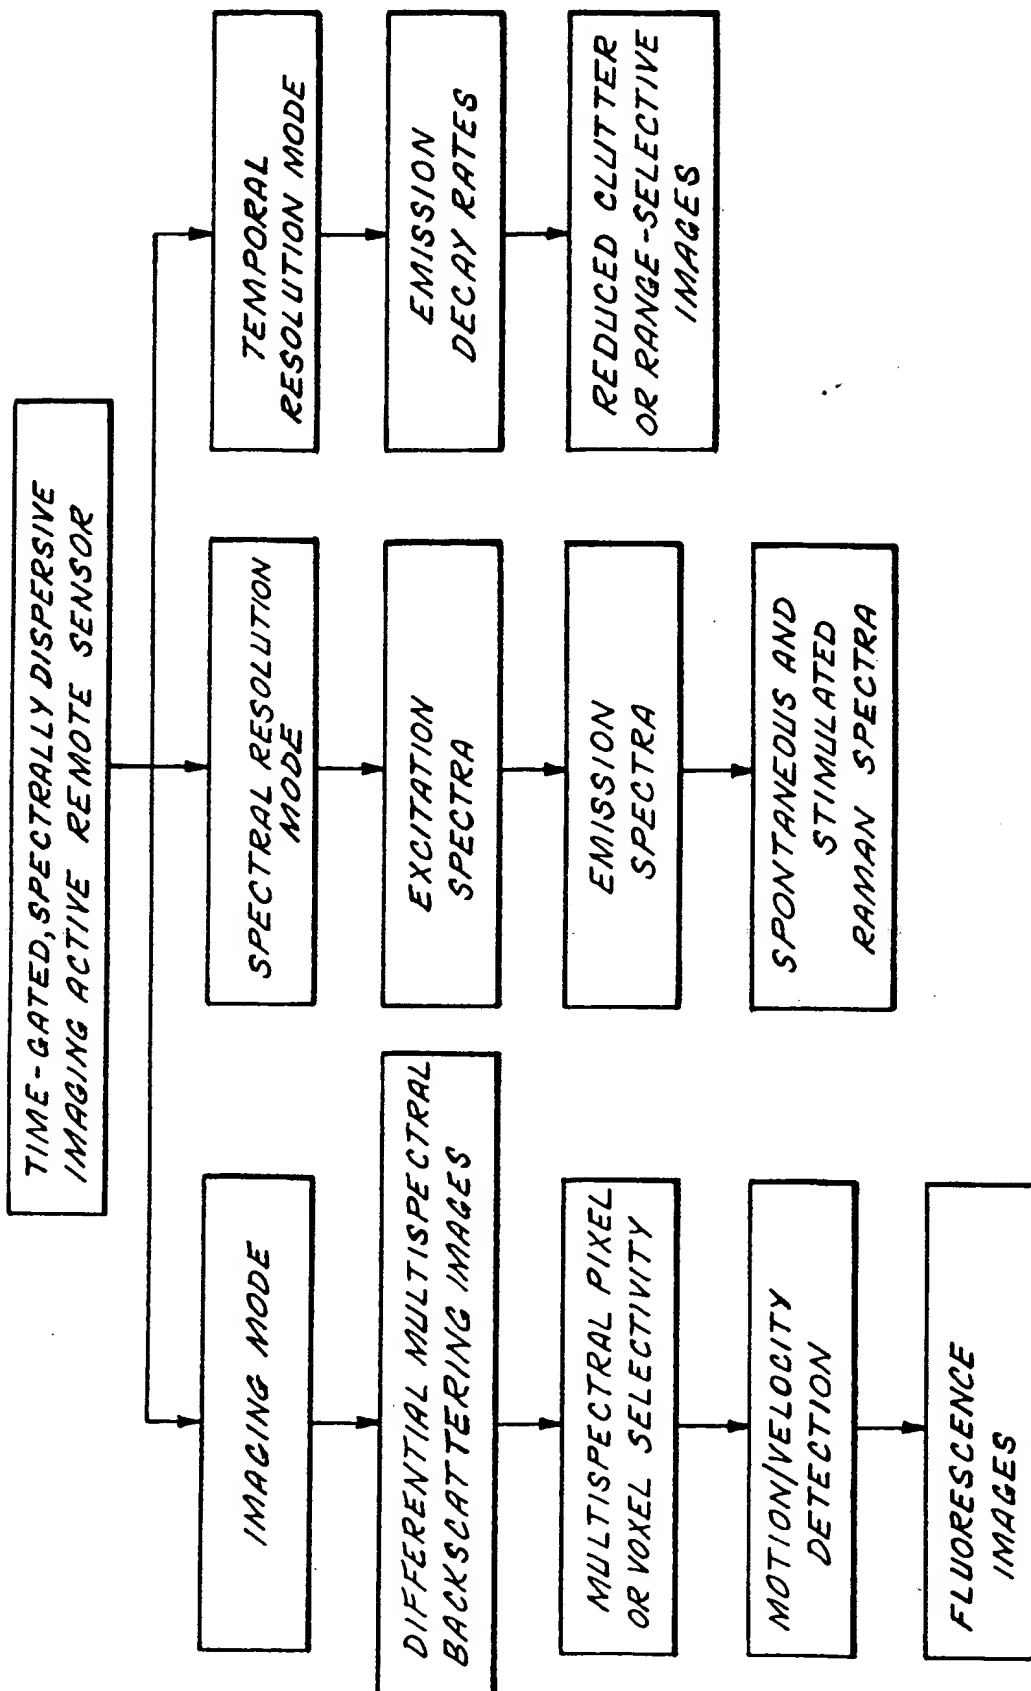 TIME-GATED, SPECTRALLY DISPERSIVE
IMAGING ACTIVE REMOTE SENSOR
IMAGING MODE
DIFFERENTIAL MULTISPECTRAL
BACKSCATTERING IMAGES
MULTISPECTRAL PIXEL
OR VOXEL SELECTIVITY
MOTION/VELOCITY
DETECTION
FLUORESCENCE
IMAGES
SPECTRAL RESOLUTION
MODE
EXCITATION
SPECTRA
EMISSION
SPECTRA
SPONTANEOUS AND
STIMULATED
RAMAN SPECTRA
TEMPORAL
RESOLUTION MODE
EMISSION
DECAY RATES
REDUCED CLUTTER
OR RANGE-SELECTIVE
IMAGES